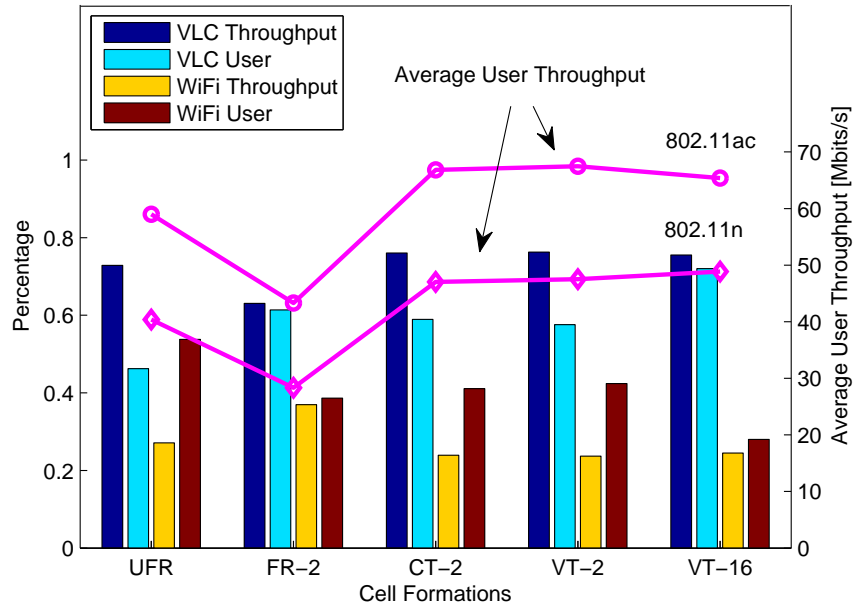 VLC Throughput
VLC User
WiFi Throughput
WiFi User
Average User Throughput
802.11ac
802.11n
Percentage
1
0.8
0.6
0.4
0.2
0
70
60
50
40
30
20
10
0
Average User Throughput [Mbits/s]
UFR
FR−2
CT−2
VT−2
VT−16
Cell Formations